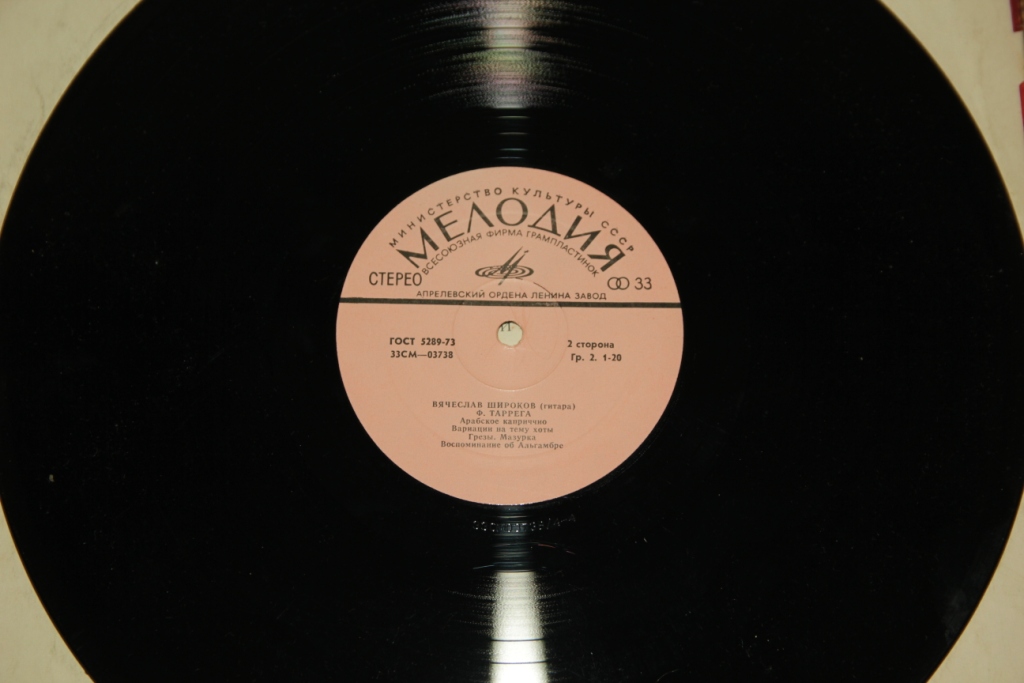 МИНИСТЕРСТВО КУЛЬТУРЫ СССР
МЕЛОДИЯ
ВСЕСОЮЗНАЯ ФИРМА ГРАМПЛАСТИНОК
СТЕРЕО
33
АПРЕЛЕВСКИЙ ОРДЕНА ЛЕНИНА ЗАВОД
ГОСТ 5289-73
33СМ—03738
2 сторона
Гр. 2. 1-20
ВЯЧЕСЛАВ ШИРОКОВ (гитара)
Ф. ТАРРЕГА
Арабское каприччио
Вариации на тему хоты
Грезы. Мазурка
Воспоминание об Альгамбре